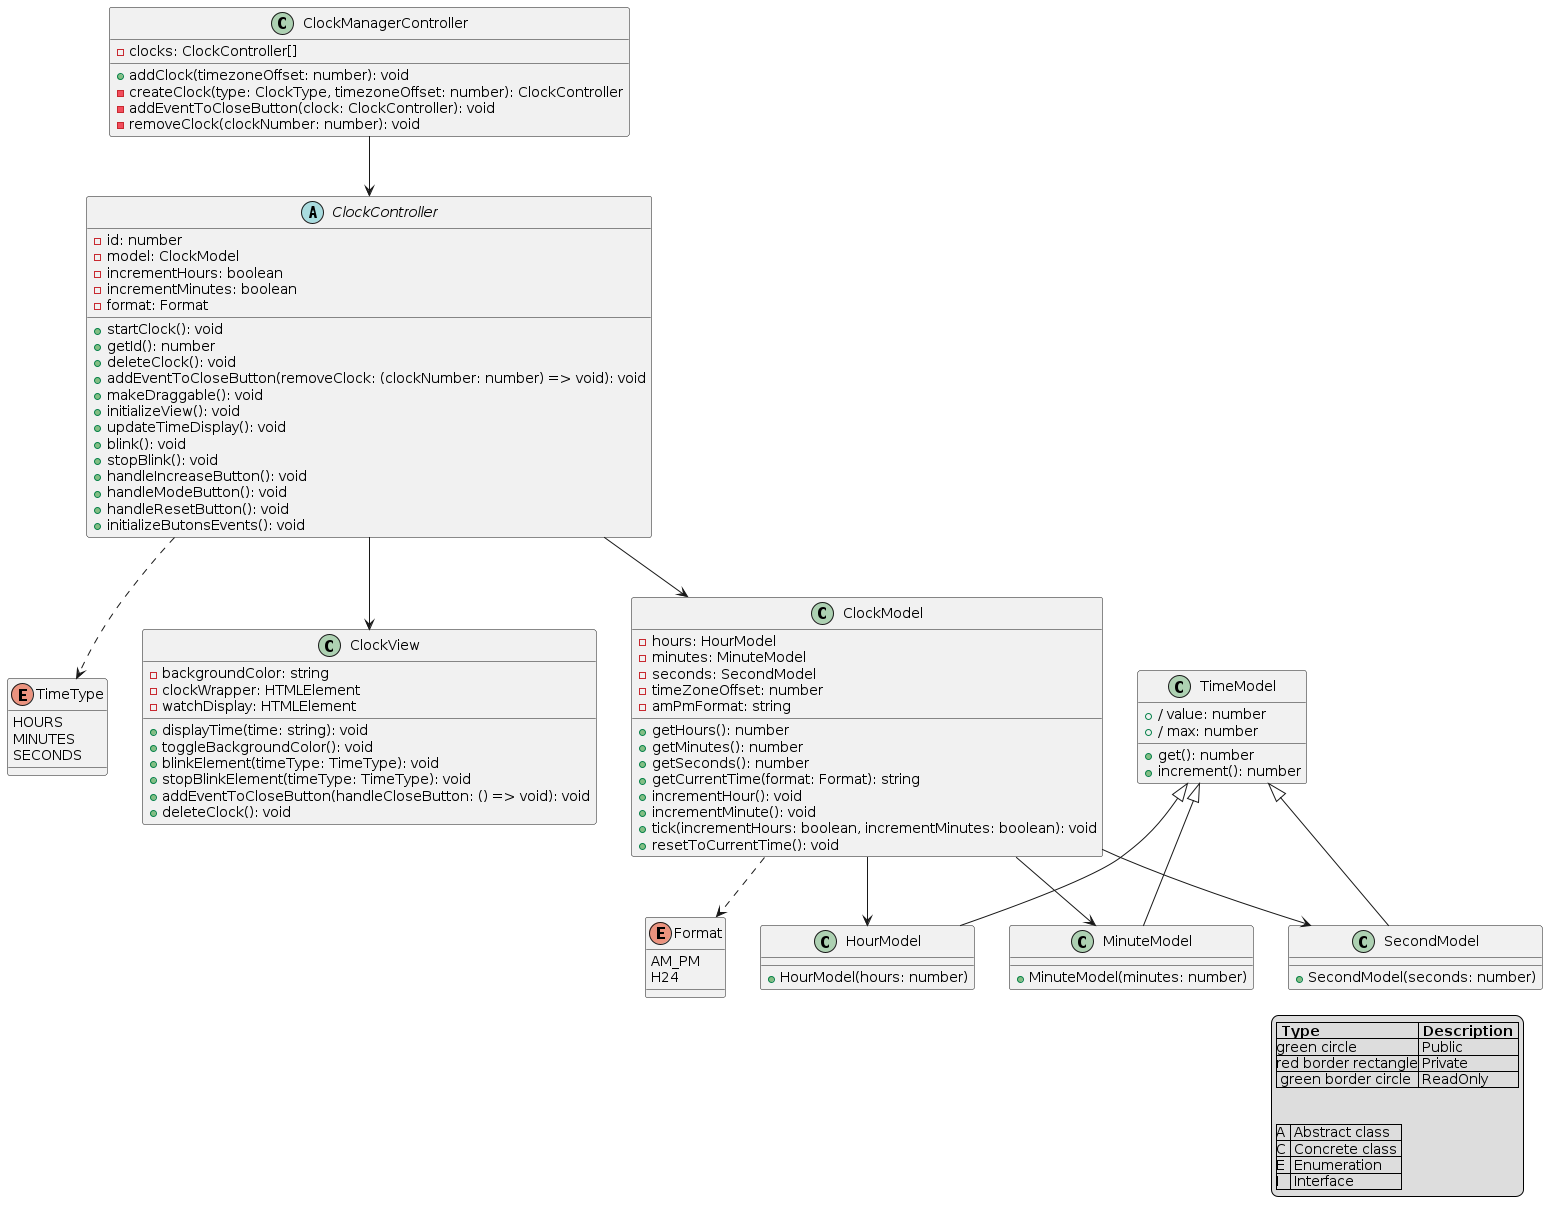 C ClockManagerController
clocks: ClockController[]
addClock(timezoneOffset: number): void
createClock(type: ClockType, timezoneOffset: number): ClockController
addEventToCloseButton(clock: ClockController): void
removeClock(clockNumber: number): void
A ClockController
id: number
model: ClockModel
incrementHours: boolean
incrementMinutes: boolean
format: Format
startClock(): void
getId(): number
deleteClock(): void
addEventToCloseButton(removeClock: (clockNumber: number) => void): void
makeDraggable(): void
initializeView(): void
updateTimeDisplay(): void
blink(): void
stopBlink(): void
handleIncreaseButton(): void
handleModeButton(): void
handleResetButton(): void
initializeButonsEvents(): void
E TimeType
HOURS
MINUTES
SECONDS
C ClockView
backgroundColor: string
clockWrapper: HTMLElement
watchDisplay: HTMLElement
displayTime(time: string): void
toggleBackgroundColor(): void
blinkElement(timeType: TimeType): void
stopBlinkElement(timeType: TimeType): void
addEventToCloseButton(handleCloseButton: () => void): void
deleteClock(): void
C ClockModel
hours: HourModel
minutes: MinuteModel
seconds: SecondModel
timeZoneOffset: number
amPmFormat: string
getHours(): number
getMinutes(): number
getSeconds(): number
getCurrentTime(format: Format): string
incrementHour(): void
incrementMinute(): void
tick(incrementHours: boolean, incrementMinutes: boolean): void
resetToCurrentTime(): void
C TimeModel
/ value: number
/ max: number
get(): number
increment(): number
E Format
AM_PM
H24
C HourModel
HourModel(hours: number)
C MinuteModel
MinuteModel(minutes: number)
C SecondModel
SecondModel(seconds: number)
Type Description
green circle Public
red border rectangle Private
green border circle ReadOnly
A Abstract class
C Concrete class
E Enumeration
I Interface